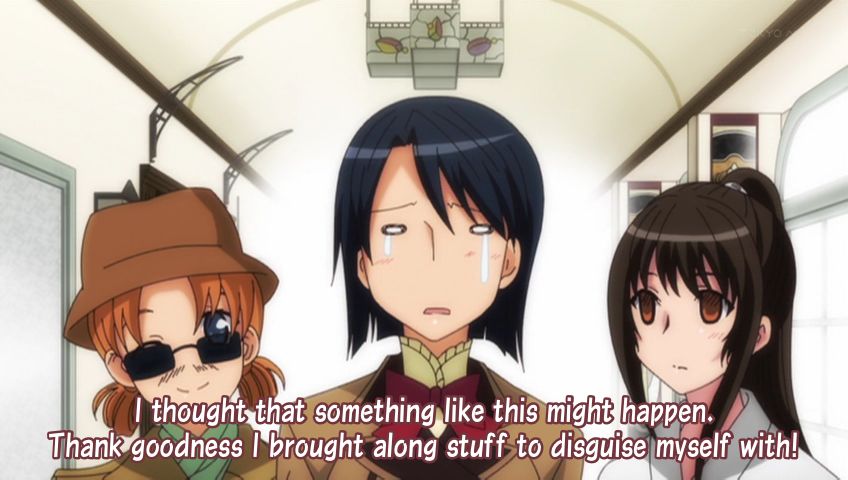 I thought that something like this might happen.
Thank goodness I brought along stuff to disguise myself with!